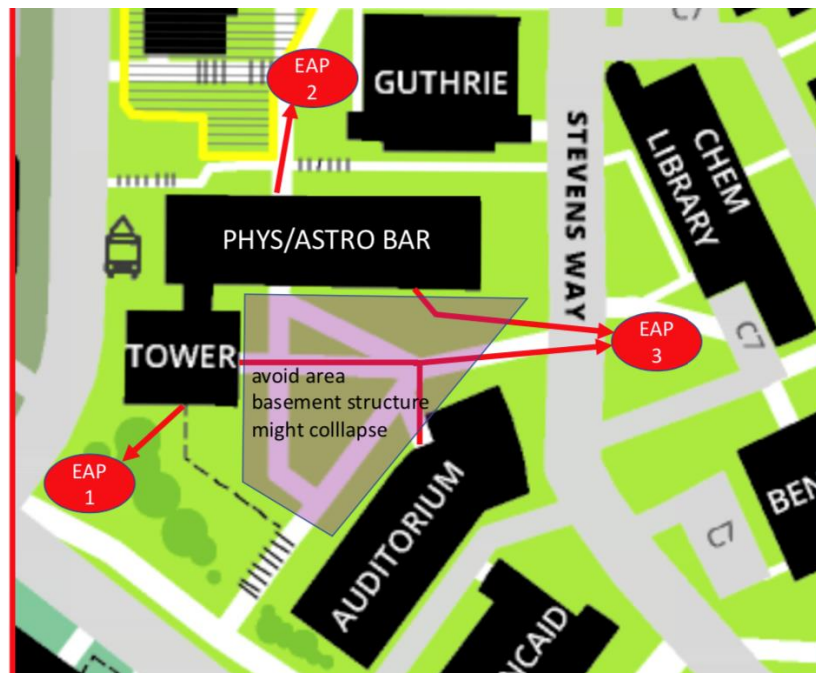 C7
EAP
2
GUTHRIE
STEVENS WAY
CHEM
LIBRARY
PHYS/ASTRO BAR
EAP
3
C7
TOWER
avoid area
basement structure
might colllapse
EAP
1
AUDITORIUM
BEN
C7
NCAID